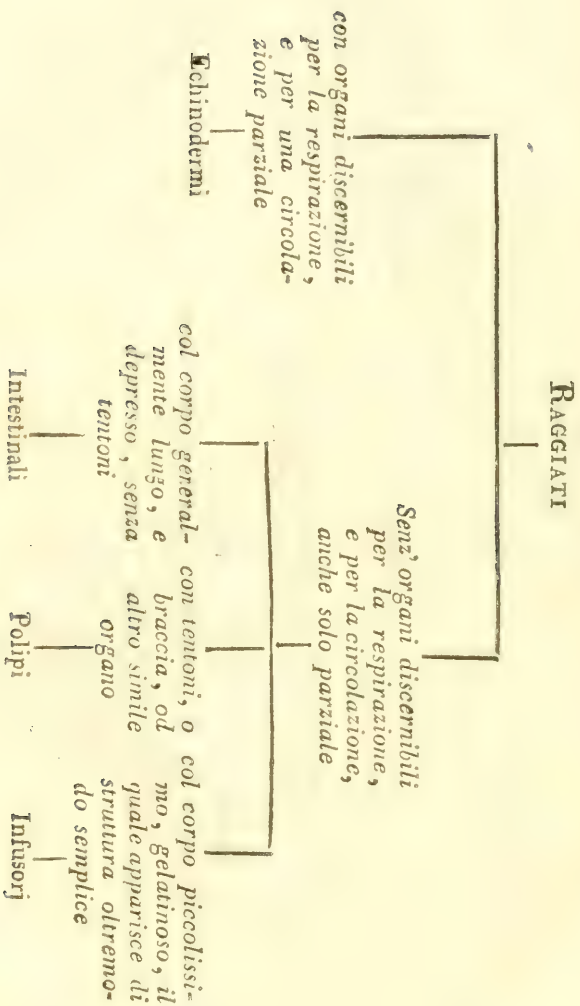 RAGGIATI
con organi discernibili
per la respirazione,
e per una circola-
zione parziale
Echinodermi
Senz' organi discernibili
per la respirazione,
e per la circolazione,
anche solo parziale
col corpo general-
mente lungo, e
depresso, senza
tentoni
Intestinali
con tentoni, o
braccia, od
altro simile
organo
Polipi
col corpo piccolissi-
mo, gelatinoso, il
quale apparisce di
struttura oltremo-
do semplice
Infusorj